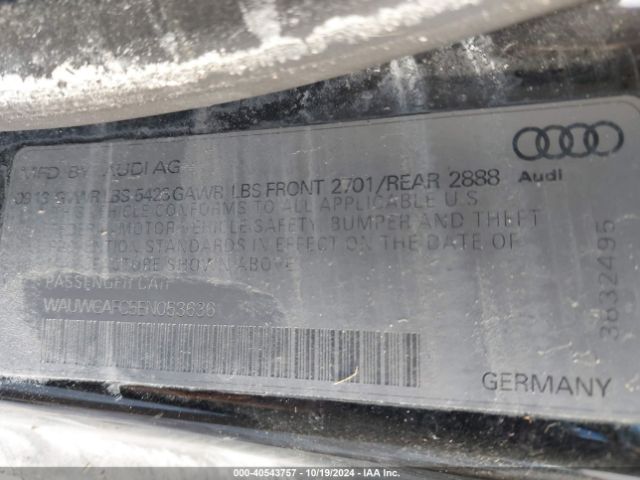 MFD. BY AUDI AG
0913 GVWR LBS 5423 GAWR LBS FRONT 2701/REAR 2888
VEHICLE CONFORMS TO ALL APPLICABLE U.S.
MOTOR VEHICLE SAFETY, BUMPER AND THEFT
STANDARDS IN EFFECT ON THE DATE OF
SHOWN ABOVE
PASSENGER CAR
WAUWGAFC5EN053636
Audi
3632495
GERMANY
000-40543757 - 10/19/2024 - IAA Inc.